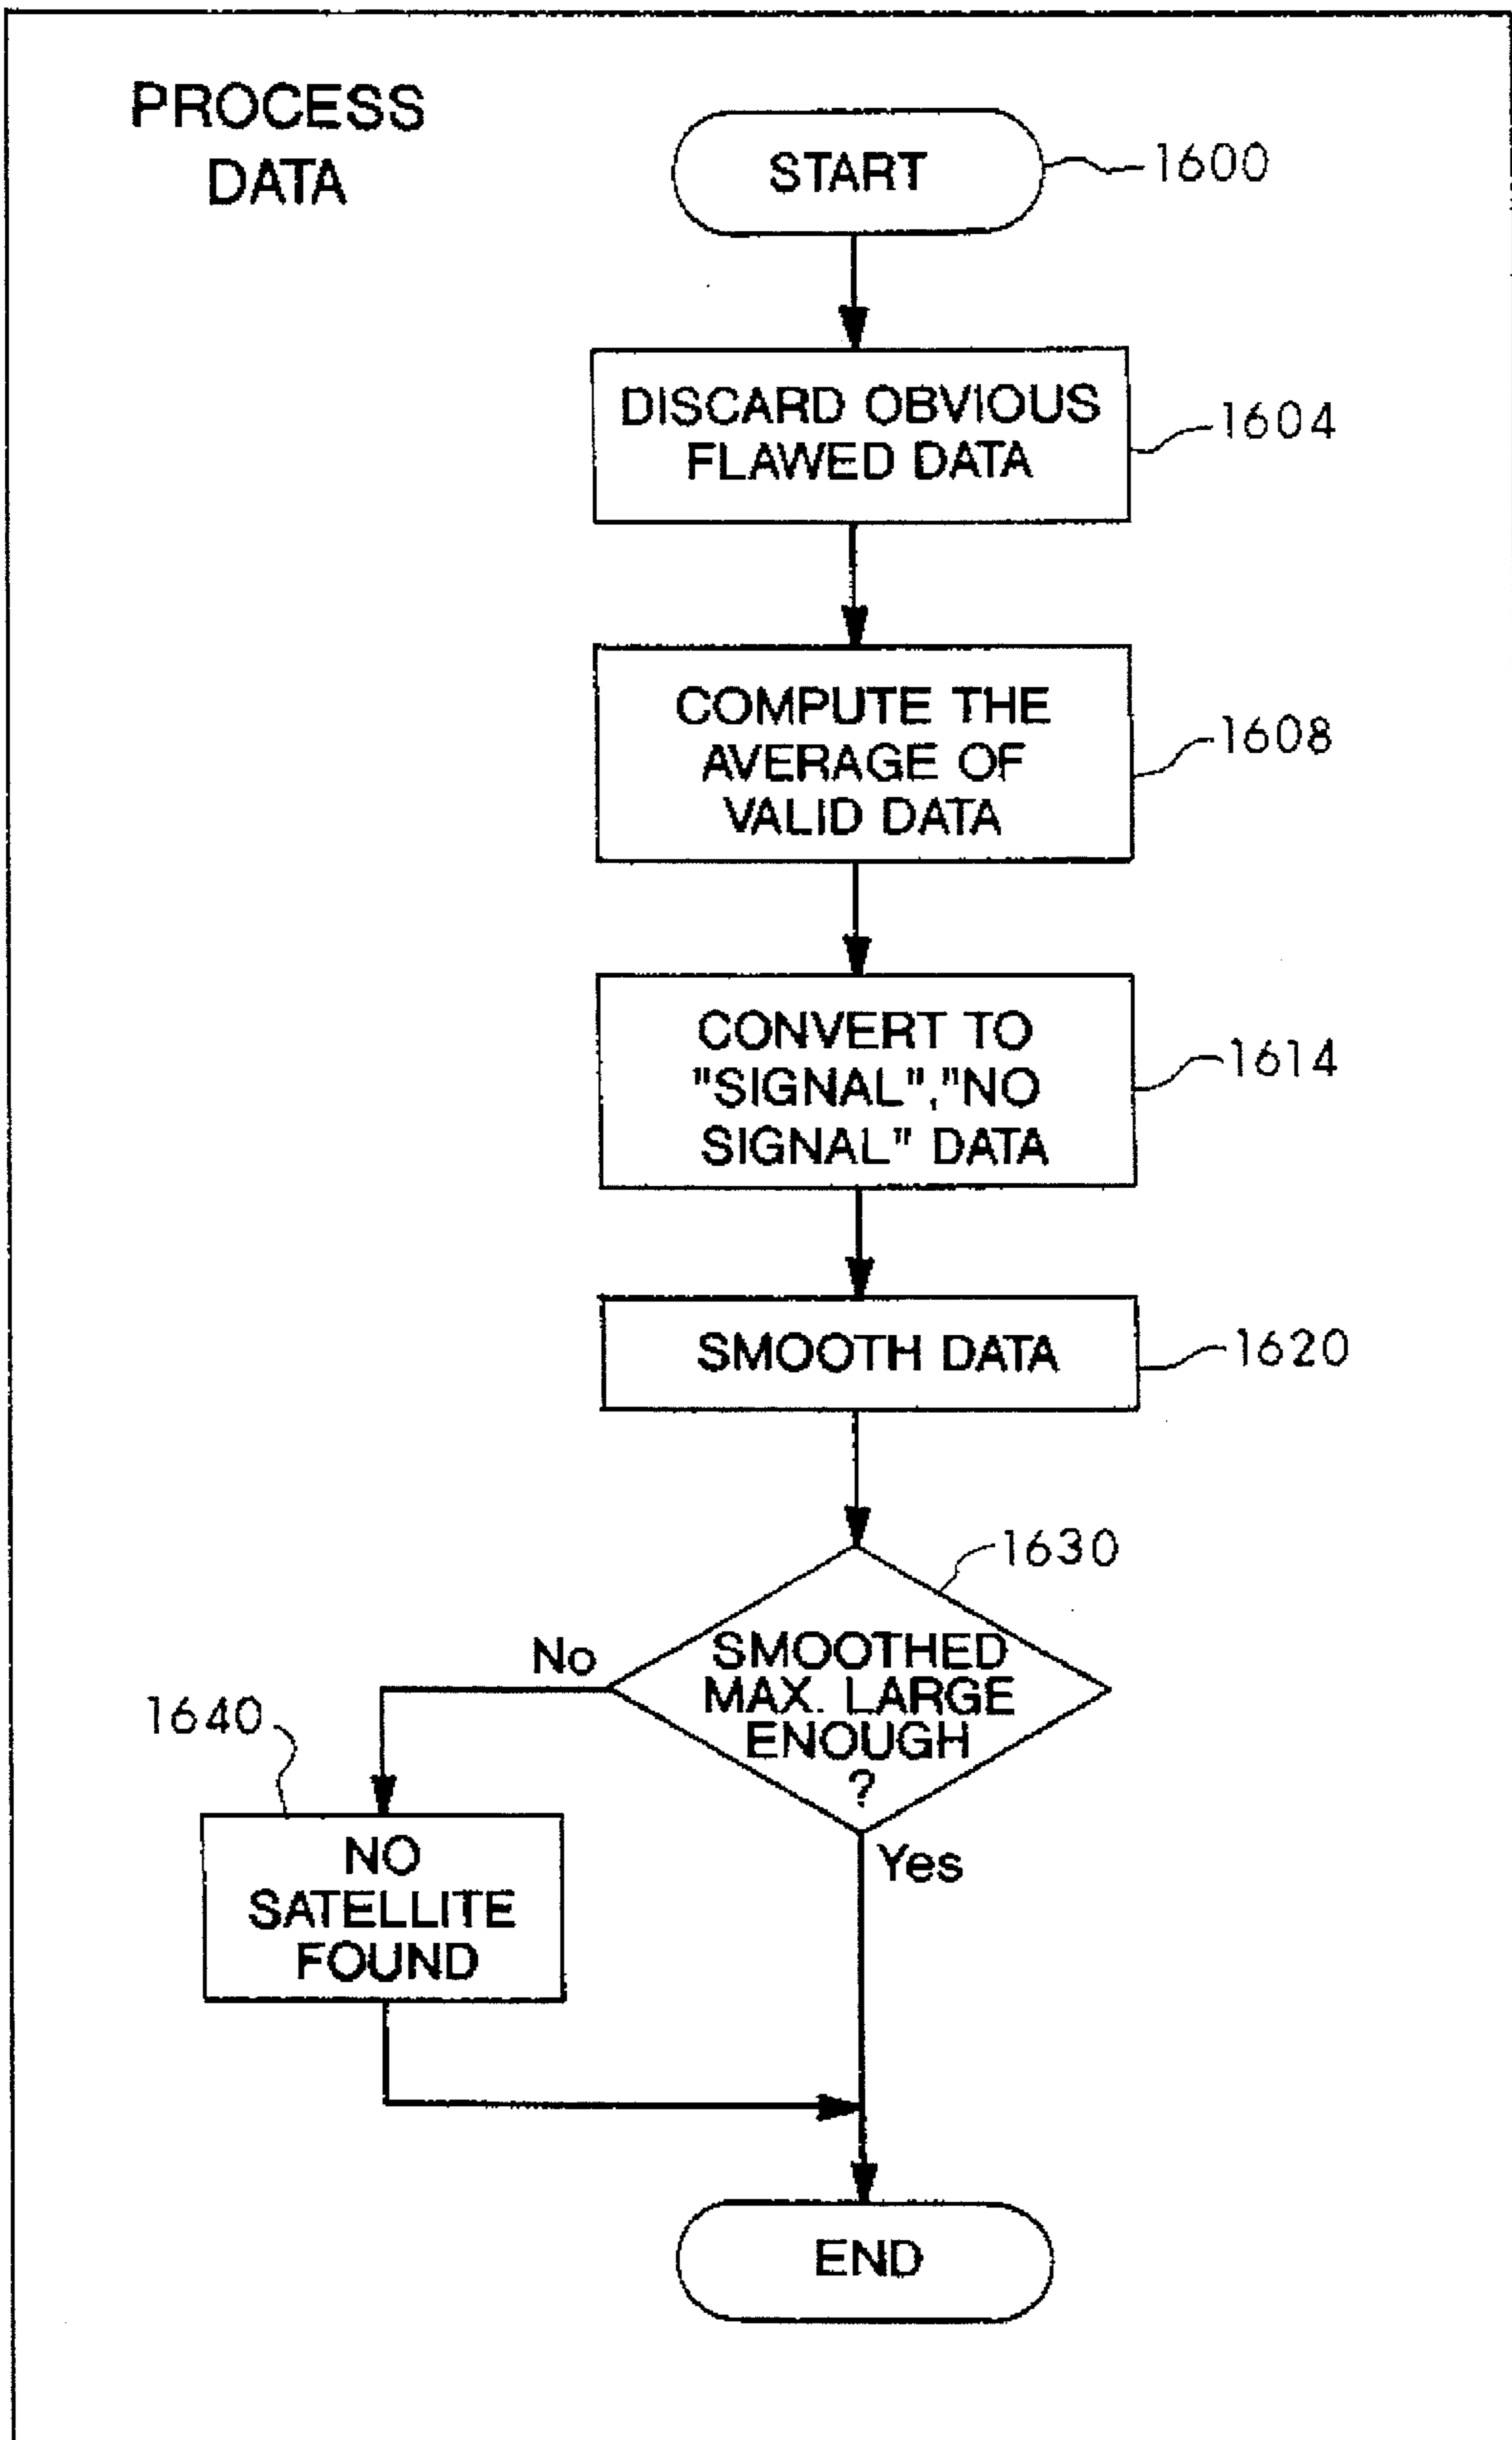 PROCESS
DATA
START
1600
DISCARD OBVIOUS
FLAWED DATA
1604
COMPUTE THE
AVERAGE OF
VALID DATA
1608
CONVERT TO
"SIGNAL","NO
SIGNAL" DATA
1614
SMOOTH DATA
1620
1630
SMOOTHED
MAX. LARGE
ENOUGH
?
No
Yes
1640
NO
SATELLITE
FOUND
END